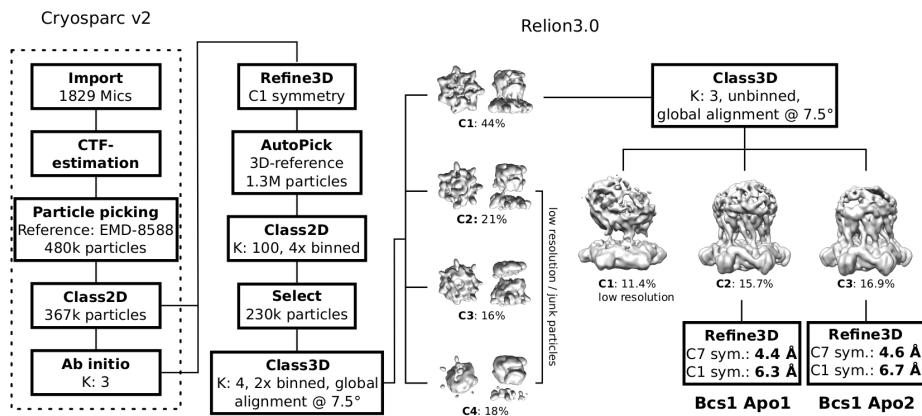 Cryosparc v2
Relion3.0
Import
1829 Mics
CTF-
estimation
Particle picking
Reference: EMD-8588
480k particles
Class2D
367k particles
Ab initio
K: 3
Refine3D
C1 symmetry
AutoPick
3D-reference
1.3M particles
Class2D
K: 100, 4x binned
Select
230k particles
Class3D
K: 4, 2x binned, global
alignment @ 7.5°
C1: 44%
C2: 21%
C3: 16%
C4: 18%
low resolution / junk particles
Class3D
K: 3, unbinned,
global alignment @ 7.5°
C1: 11.4%
low resolution
C2: 15.7%
C3: 16.9%
Refine3D
C7 sym.: 4.4 Å
C1 sym.: 6.3 Å
Bcs1 Apo1
Refine3D
C7 sym.: 4.6 Å
C1 sym.: 6.7 Å
Bcs1 Apo2